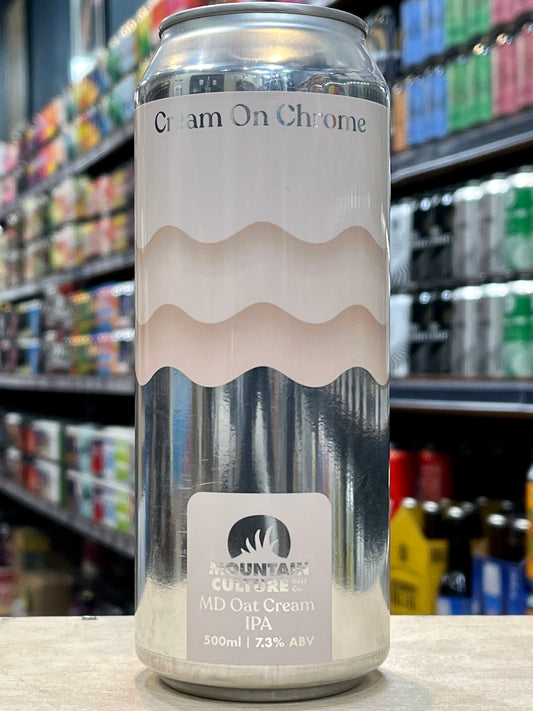 Cream On Chrome
MOUNTAIN
CULTURE Beer Co.
MD Oat Cream
IPA
500ml | 7.3% ABV